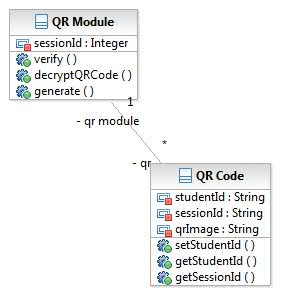 QR Module
sessionId : Integer
verify ( )
decryptQRCode ( )
generate ( )
1
- qr module
*
- qr
QR Code
studentId : String
sessionId : String
qrImage : String
setStudentId ( )
getStudentId ( )
getSessionId ( )